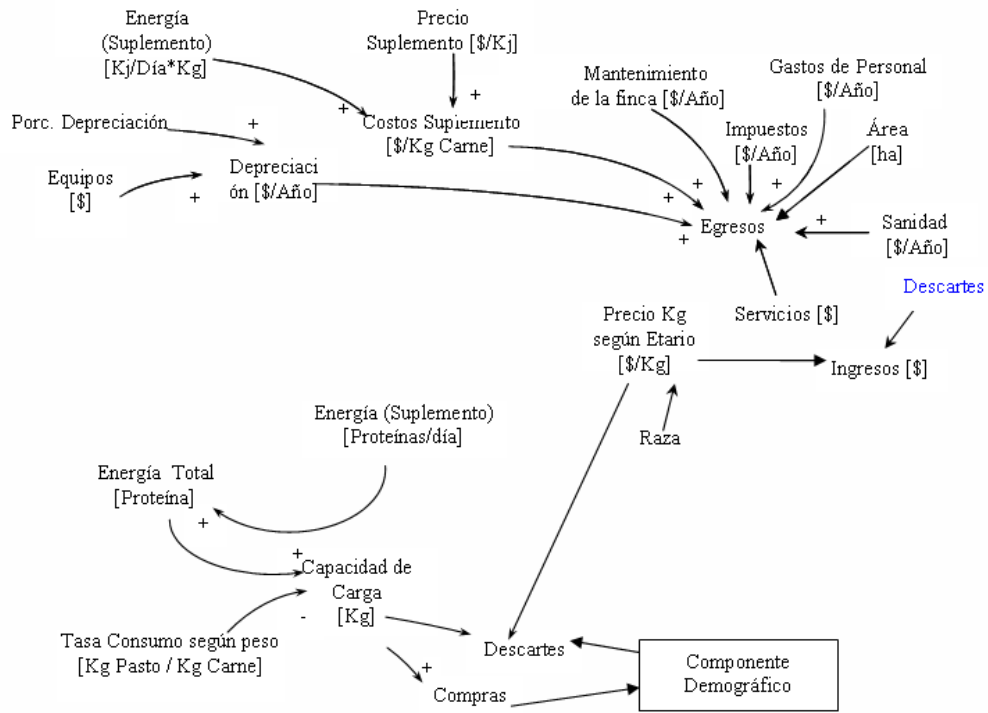 Energía
(Suplemento)
[Kj/Día*Kg]
Precio
Suplemento [$/Kj]
Mantenimiento
de la finca [$/Año]
Gastos de Personal
[$/Año]
Porc. Depreciación
+
+
+
Costos Suplemento
[$/Kg Carne]
Impuestos
[$/Año]
Área
[ha]
Equipos
[$]
+
Depreciaci
ón [$/Año]
+
+
+
+
Egresos
+
Sanidad
[$/Año]
Descartes
Precio Kg
según Etario
[$/Kg]
Servicios [$]
Ingresos [$]
Raza
Energía (Suplemento)
[Proteínas/día]
Energía Total
[Proteína]
+
+
Capacidad de
Carga
[Kg]
-
Tasa Consumo según peso
[Kg Pasto / Kg Carne]
Descartes
+
Compras
Componente
Demográfico